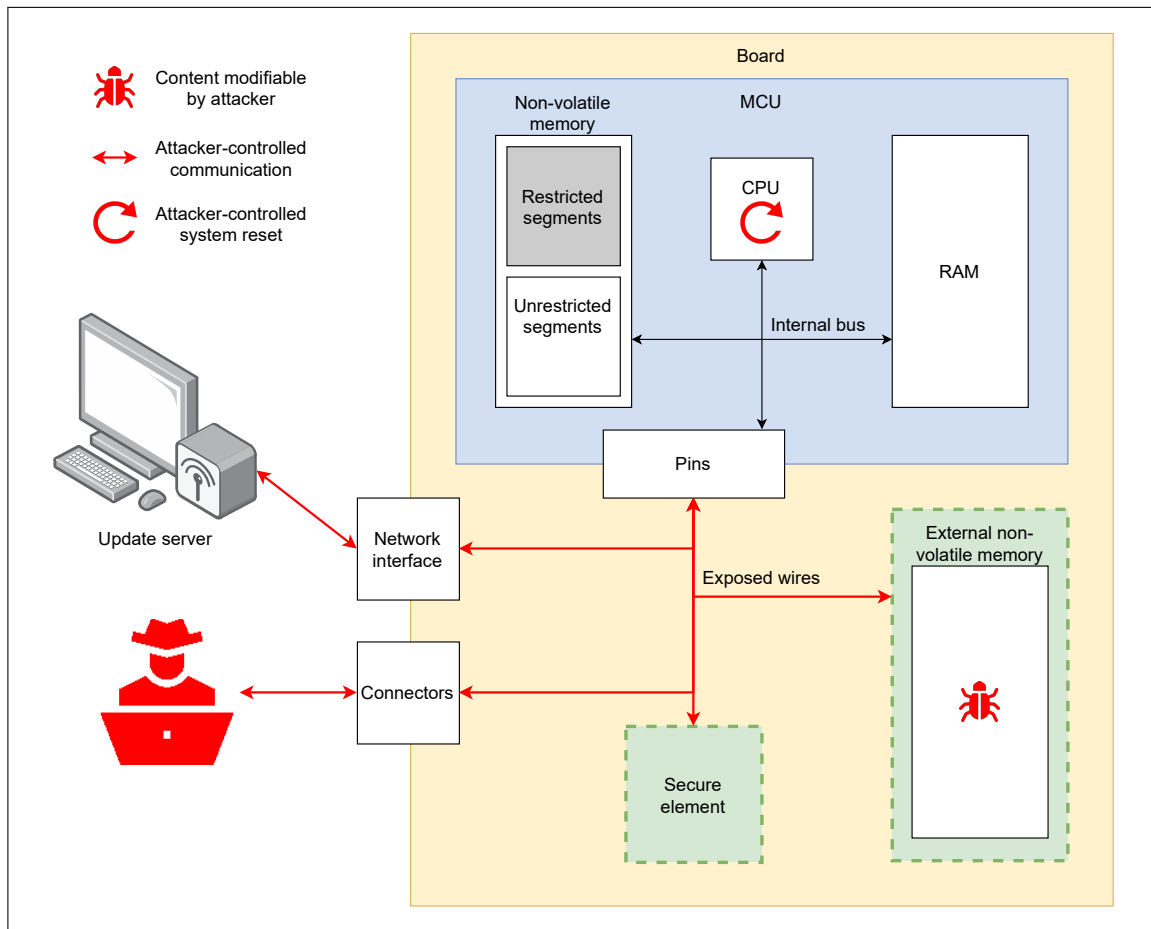 Content modifiable
by attacker
Attacker-controlled
communication
Attacker-controlled
system reset
Board
MCU
Non-volatile
memory
Restricted
segments
Unrestricted
segments
CPU
RAM
Internal bus
Pins
Update server
Network
interface
Connectors
Exposed wires
External non-
volatile memory
Secure
element